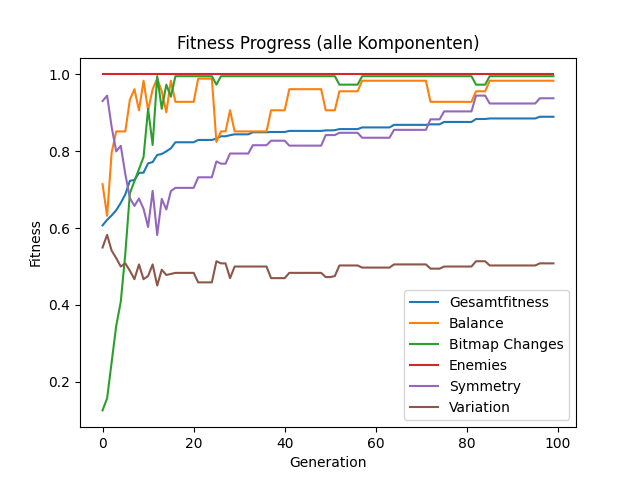 Fitness Progress (alle Komponenten)
Fitness
1.0
0.8
0.6
0.4
0.2
0
20
40
60
80
100
Generation
Gesamtfitness
Balance
Bitmap Changes
Enemies
Symmetry
Variation